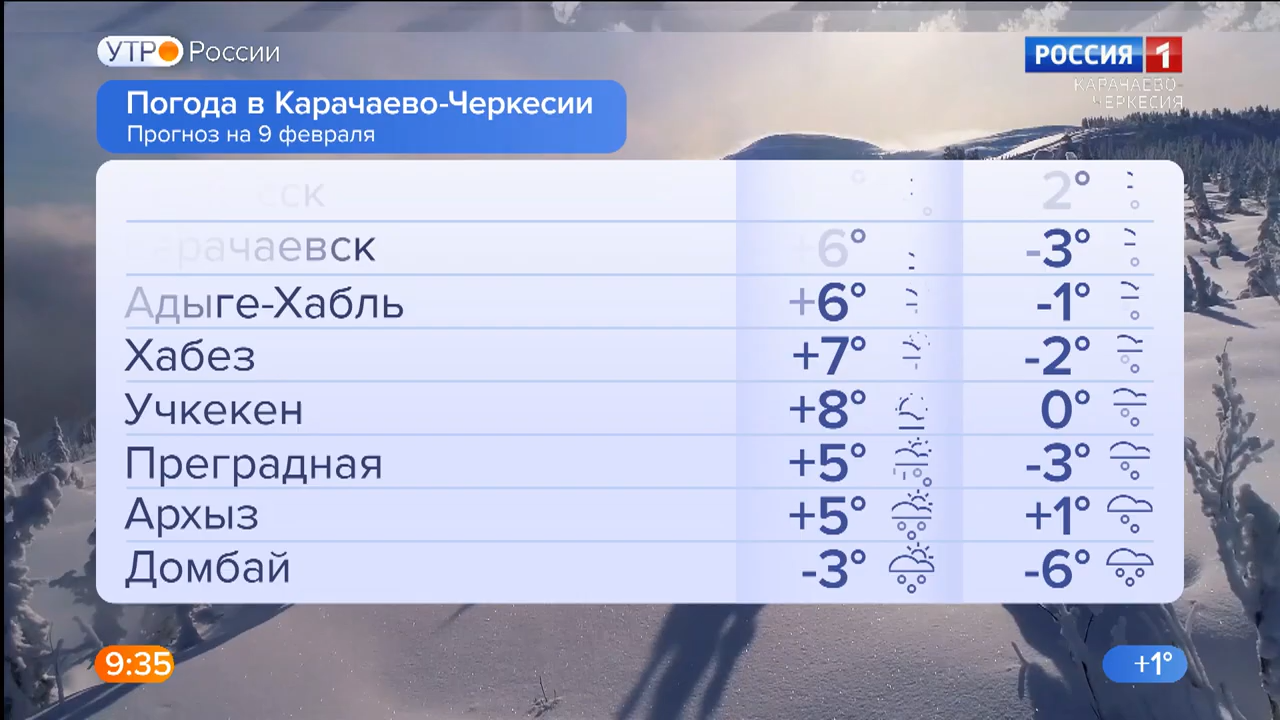 УТРО России
РОССИЯ 1
КАРАЧАЕВО-
ЧЕРКЕСИЯ
Погода в Карачаево-Черкесии
Прогноз на 9 февраля
2°
арачаевск +6° -3°
Адыге-Хабль +6° -1°
Хабез +7° -2°
Учкекен +8° 0°
Преградная +5° -3°
Архыз +5° +1°
Домбай -3° -6°
9:35
+1°